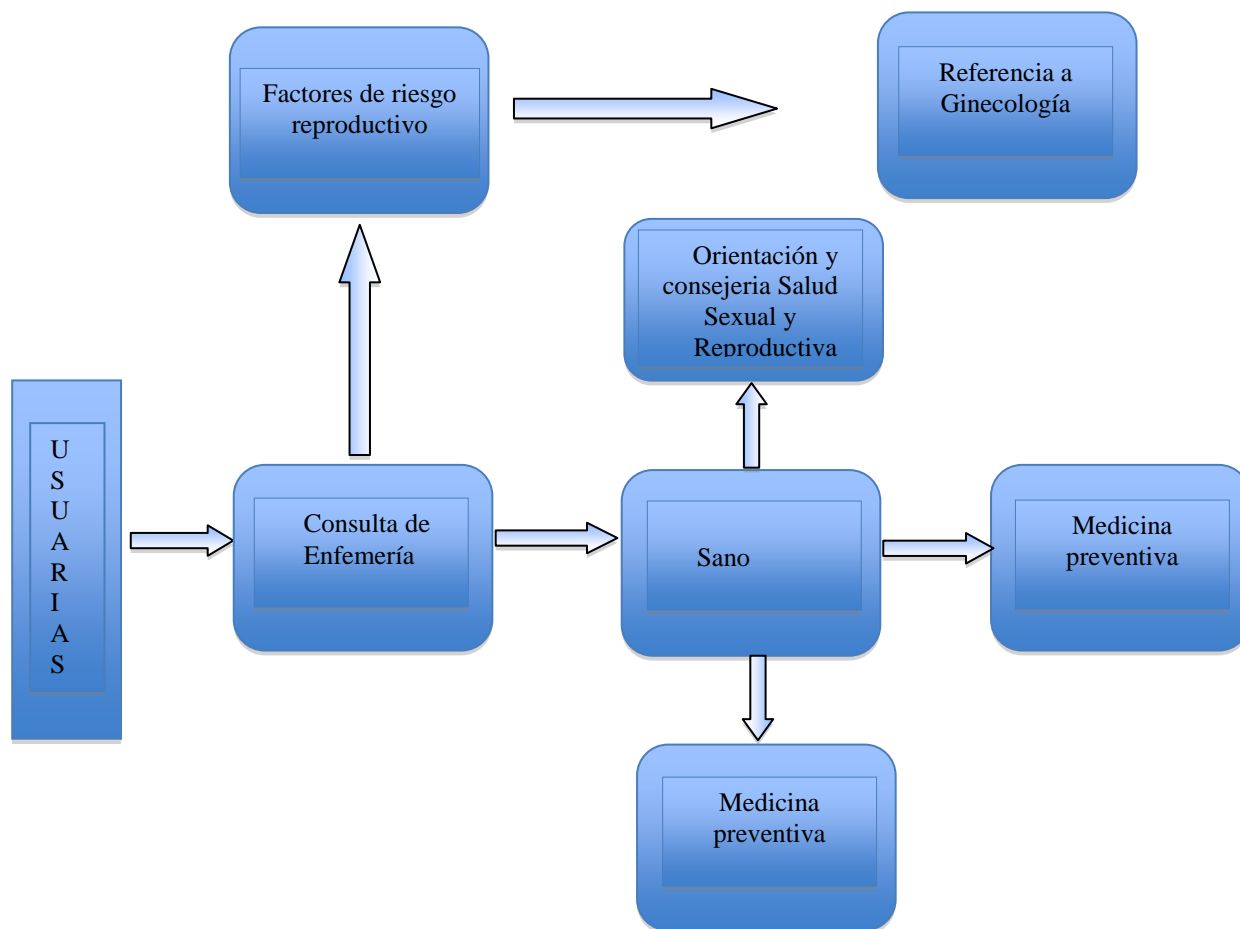 Factores de riesgo
reproductivo
Referencia a
Ginecología
Orientación y
consejeria Salud
Sexual y
Reproductiva
U
S
U
A
R
I
A
S
Consulta de
Enfemería
Sano
Medicina
preventiva
Medicina
preventiva